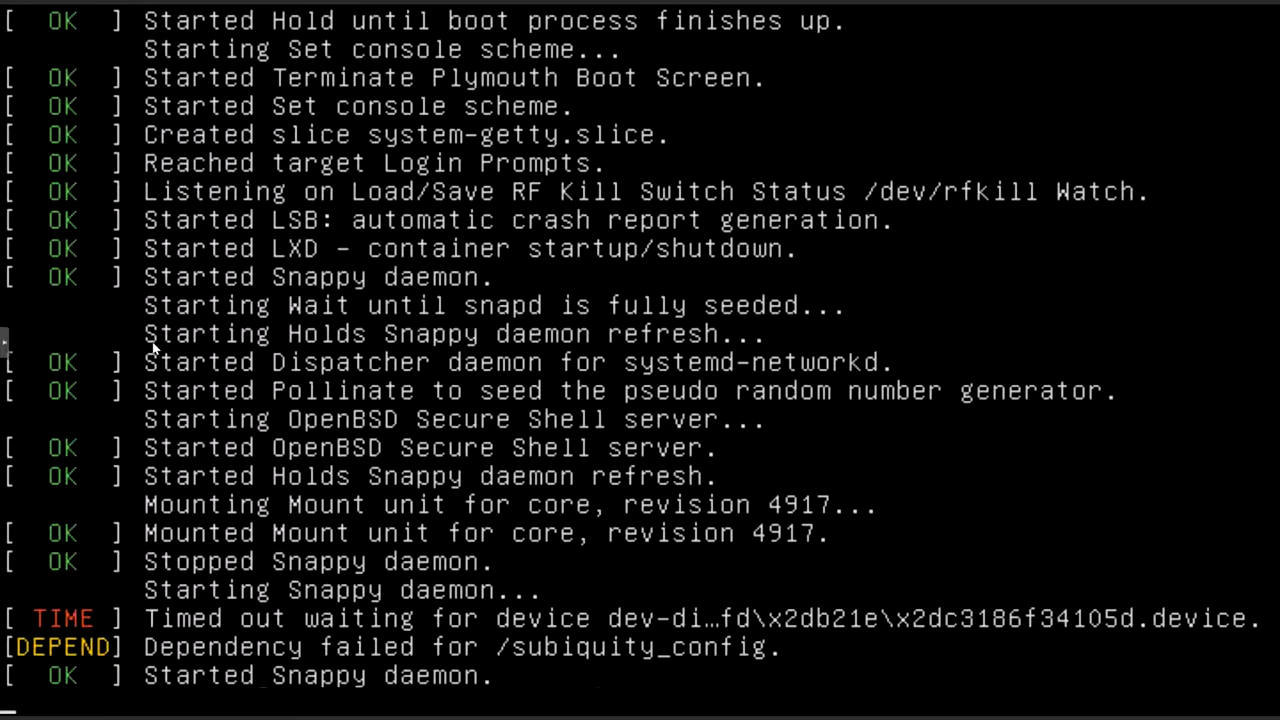 [  OK  ] Started Hold until boot process finishes up.
Starting Set console scheme...
[  OK  ] Started Terminate Plymouth Boot Screen.
[  OK  ] Started Set console scheme.
[  OK  ] Created slice system-getty.slice.
[  OK  ] Reached target Login Prompts.
[  OK  ] Listening on Load/Save RF Kill Switch Status /dev/rfkill Watch.
[  OK  ] Started LSB: automatic crash report generation.
[  OK  ] Started LXD - container startup/shutdown.
[  OK  ] Started Snappy daemon.
Starting Wait until snapd is fully seeded...
Starting Holds Snappy daemon refresh...
[  OK  ] Started Dispatcher daemon for systemd-networkd.
[  OK  ] Started Pollinate to seed the pseudo random number generator.
Starting OpenBSD Secure Shell server...
[  OK  ] Started OpenBSD Secure Shell server.
[  OK  ] Started Holds Snappy daemon refresh.
Mounting Mount unit for core, revision 4917...
[  OK  ] Mounted Mount unit for core, revision 4917.
[  OK  ] Stopped Snappy daemon.
Starting Snappy daemon...
[ TIME ] Timed out waiting for device dev-di…fd\x2db21e\x2dc3186f34105d.device.
[DEPEND] Dependency failed for /subiquity_config.
[  OK  ] Started Snappy daemon.